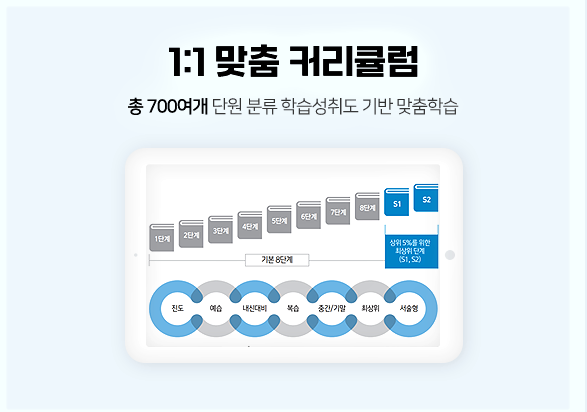 1:1 맞춤 커리큘럼
총 700여개 단원 분류 학습성취도 기반 맞춤학습
1단계
2단계
3단계
4단계
5단계
6단계
7단계
8단계
S1
S2
기본 8단계
상위 5%를 위한
최상위 단계
(S1, S2)
진도
예습
내신대비
복습
중간/기말
최상위
서술형